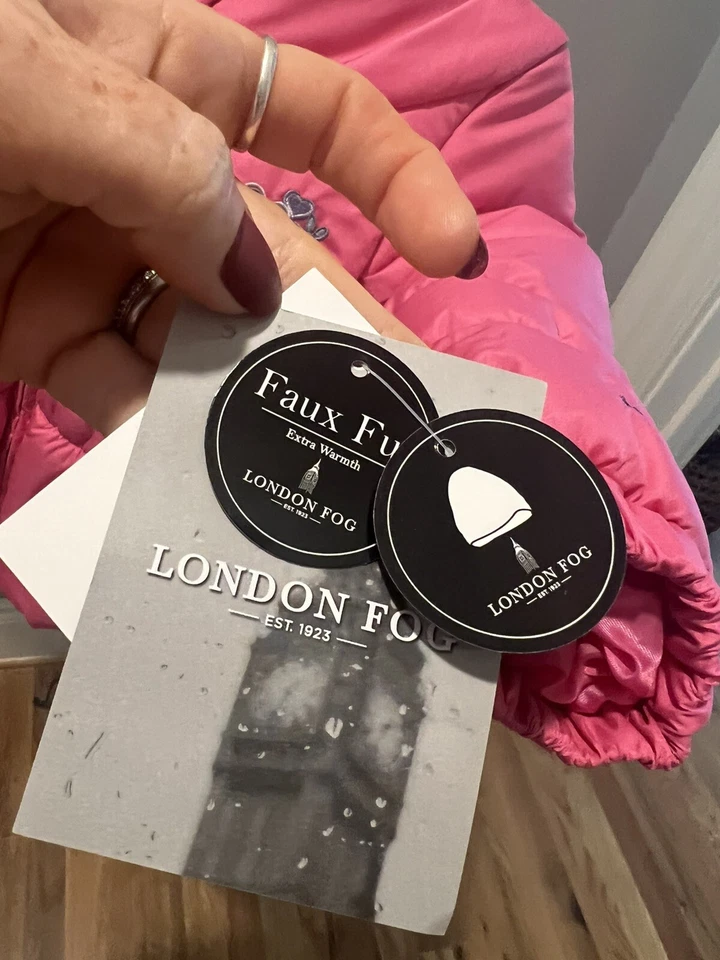 Faux Fu
Extra Warmth
LONDON FOG
EST. 1923
LONDON FOG
EST. 1923
LONDON FOG
EST. 1923